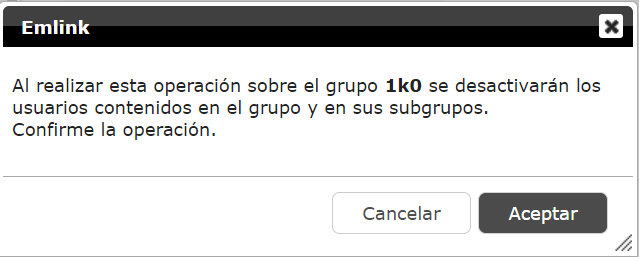 Emlink
Al realizar esta operación sobre el grupo 1k0 se desactivarán los
usuarios contenidos en el grupo y en sus subgrupos.
Confirme la operación.
Cancelar
Aceptar